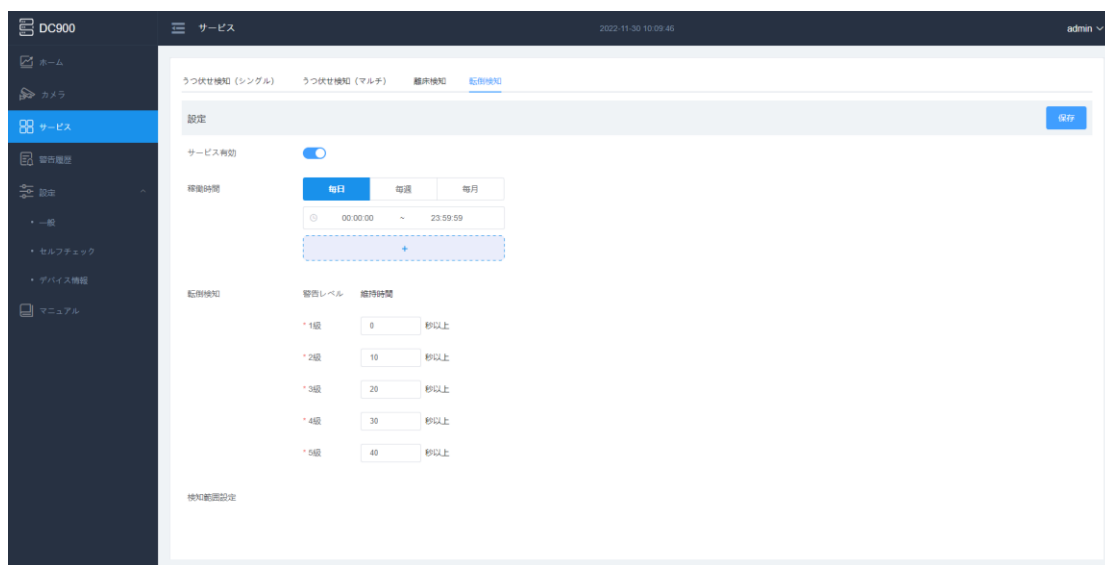 DC900
サービス
2022-11-30 10:09:46
admin
ホーム
カメラ
サービス
警告履歴
設定
・一般
・セルフチェック
・デバイス情報
マニュアル
うつ伏せ検知（シングル） うつ伏せ検知（マルチ） 離床検知 転倒検知
設定 保存
サービス有効
稼働時間 毎日 毎週 毎月
00:00:00 ~ 23:59:59
+
転倒検知 警告レベル 維持時間
* 1級 0 秒以上
* 2級 10 秒以上
* 3級 20 秒以上
* 4級 30 秒以上
* 5級 40 秒以上
検知範囲設定